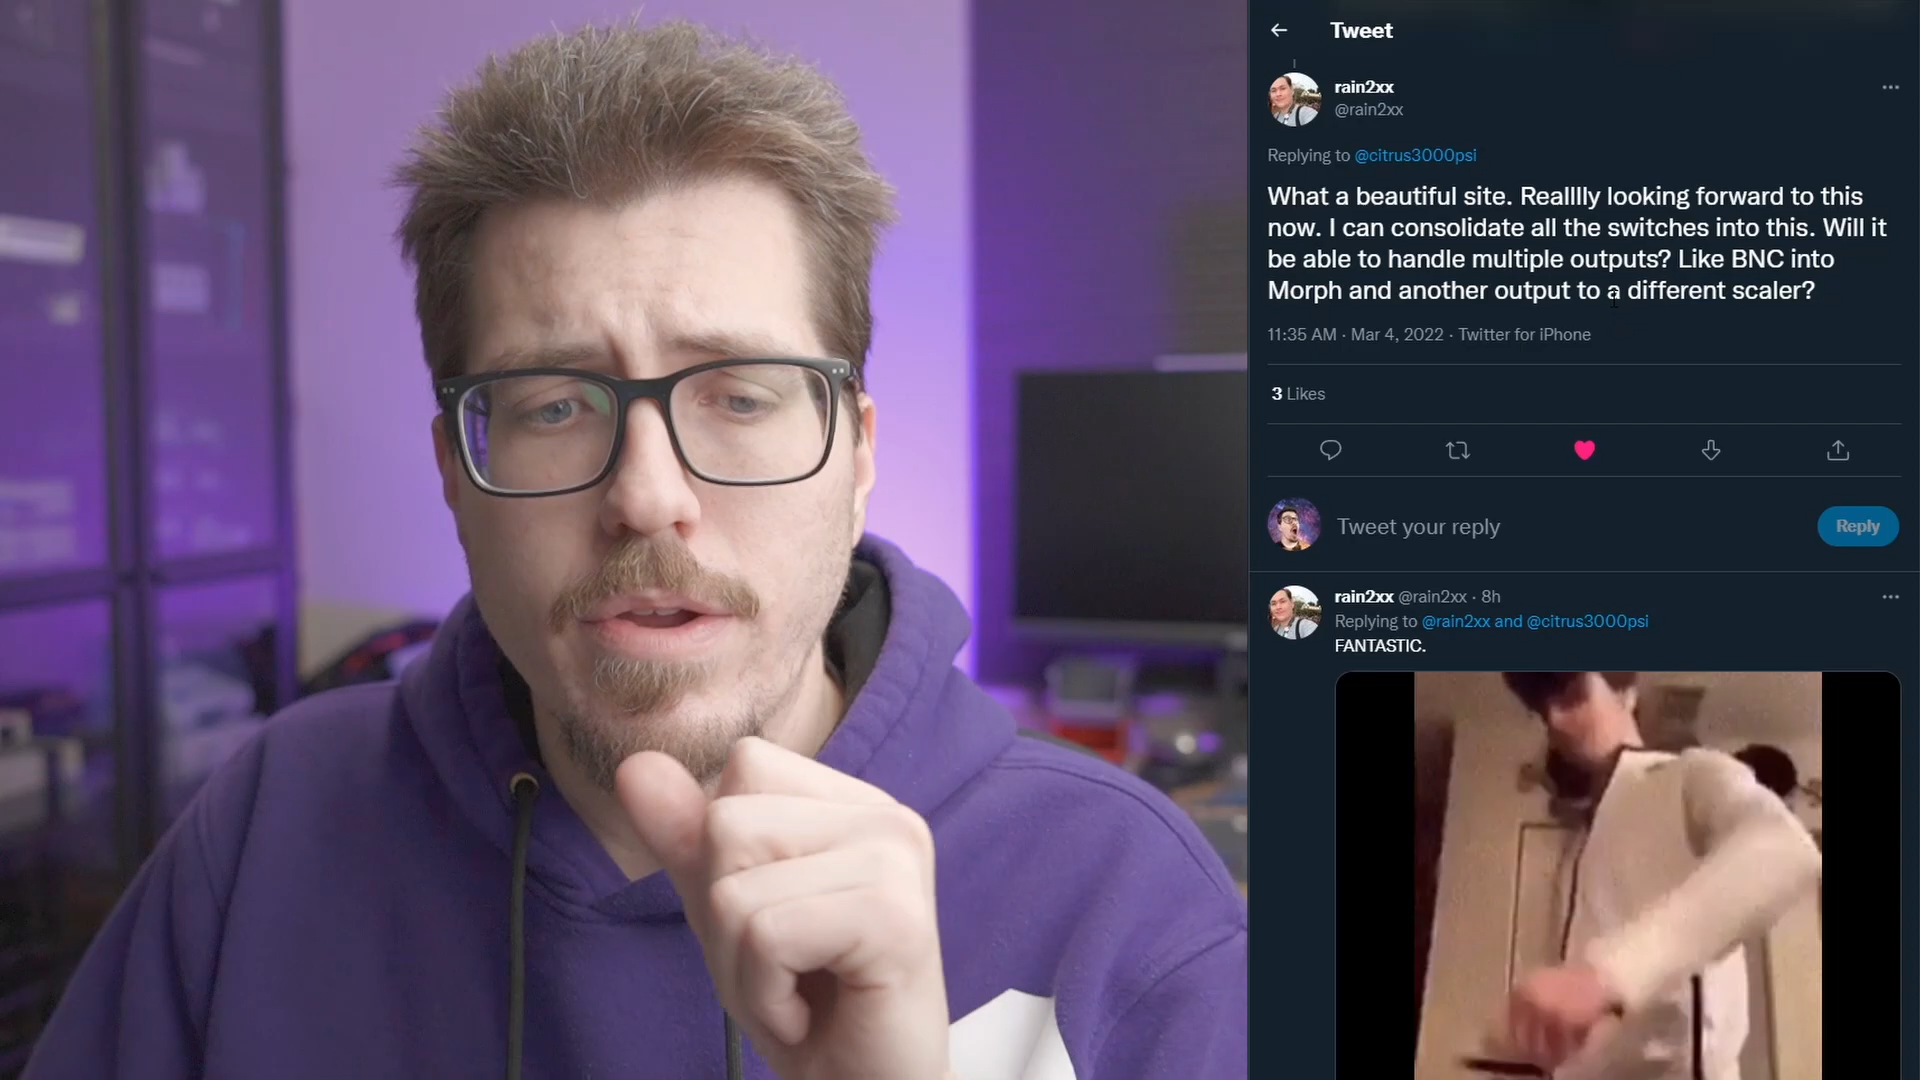 Tweet
rain2xx
@rain2xx
Replying to @citrus3000psi
What a beautiful site. Realllly looking forward to this
now. I can consolidate all the switches into this. Will it
be able to handle multiple outputs? Like BNC into
Morph and another output to a different scaler?
11:35 AM · Mar 4, 2022 · Twitter for iPhone
3 Likes
Tweet your reply
Reply
rain2xx @rain2xx · 8h
Replying to @rain2xx and @citrus3000psi
FANTASTIC.